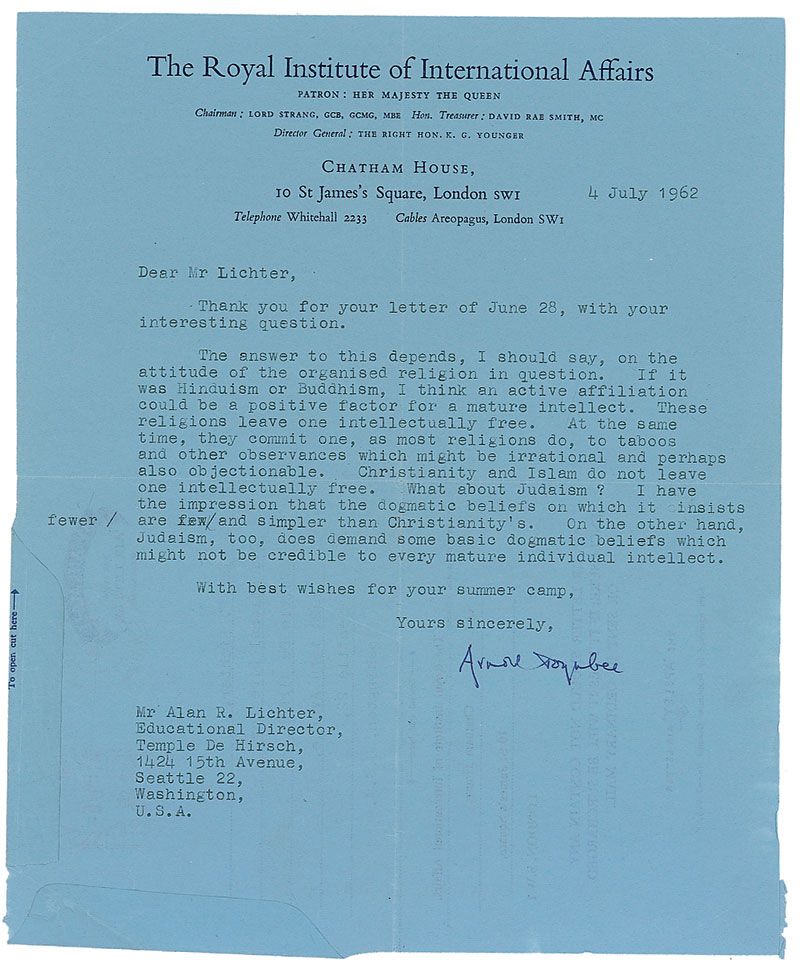 The Royal Institute of International Affairs
PATRON: HER MAJESTY THE QUEEN
Chairman: LORD STRANG, GCB, GCMG, MBE Hon. Treasurer: DAVID RAE SMITH, MC
Director General: THE RIGHT HON. K. G. YOUNGER
CHATHAM HOUSE,
10 St James's Square, London SW1 4 July 1962
Telephone Whitehall 2233 Cables Areopagus, London SW1
Dear Mr Lichter,
Thank you for your letter of June 28, with your
interesting question.
The answer to this depends, I should say, on the
attitude of the organised religion in question. If it
was Hinduism or Buddhism, I think an active affiliation
could be a positive factor for a mature intellect. These
religions leave one intellectually free. At the same
time, they commit one, as most religions do, to taboos
and other observances which might be irrational and perhaps
also objectionable. Christianity and Islam do not leave
one intellectually free. What about Judaism ? I have
the impression that the dogmatic beliefs on which it insists
fewer / are few/and simpler than Christianity's. On the other hand,
Judaism, too, does demand some basic dogmatic beliefs which
might not be credible to every mature individual intellect.
With best wishes for your summer camp,
Yours sincerely,
Arnold Toynbee
Mr Alan R. Lichter,
Educational Director,
Temple De Hirsch,
1424 15th Avenue,
Seattle 22,
Washington,
U.S.A.
To open cut here